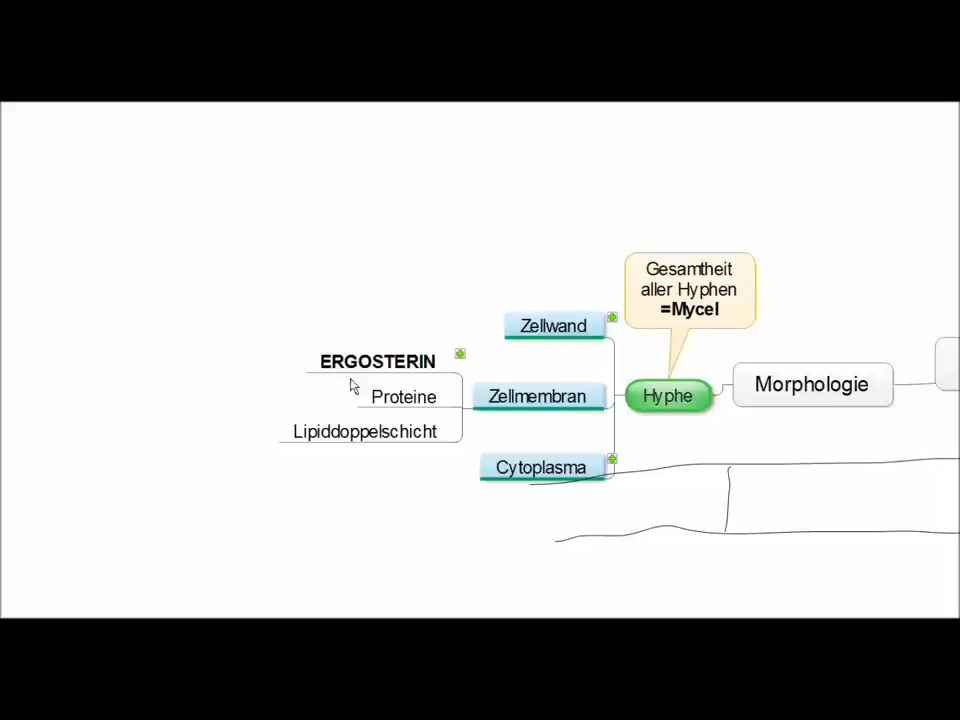 Gesamtheit
aller Hyphen
=Mycel
Zellwand
ERGOSTERIN
Morphologie
Hyphe
Zellmembran
Proteine
Lipiddoppelschicht
Cytoplasma